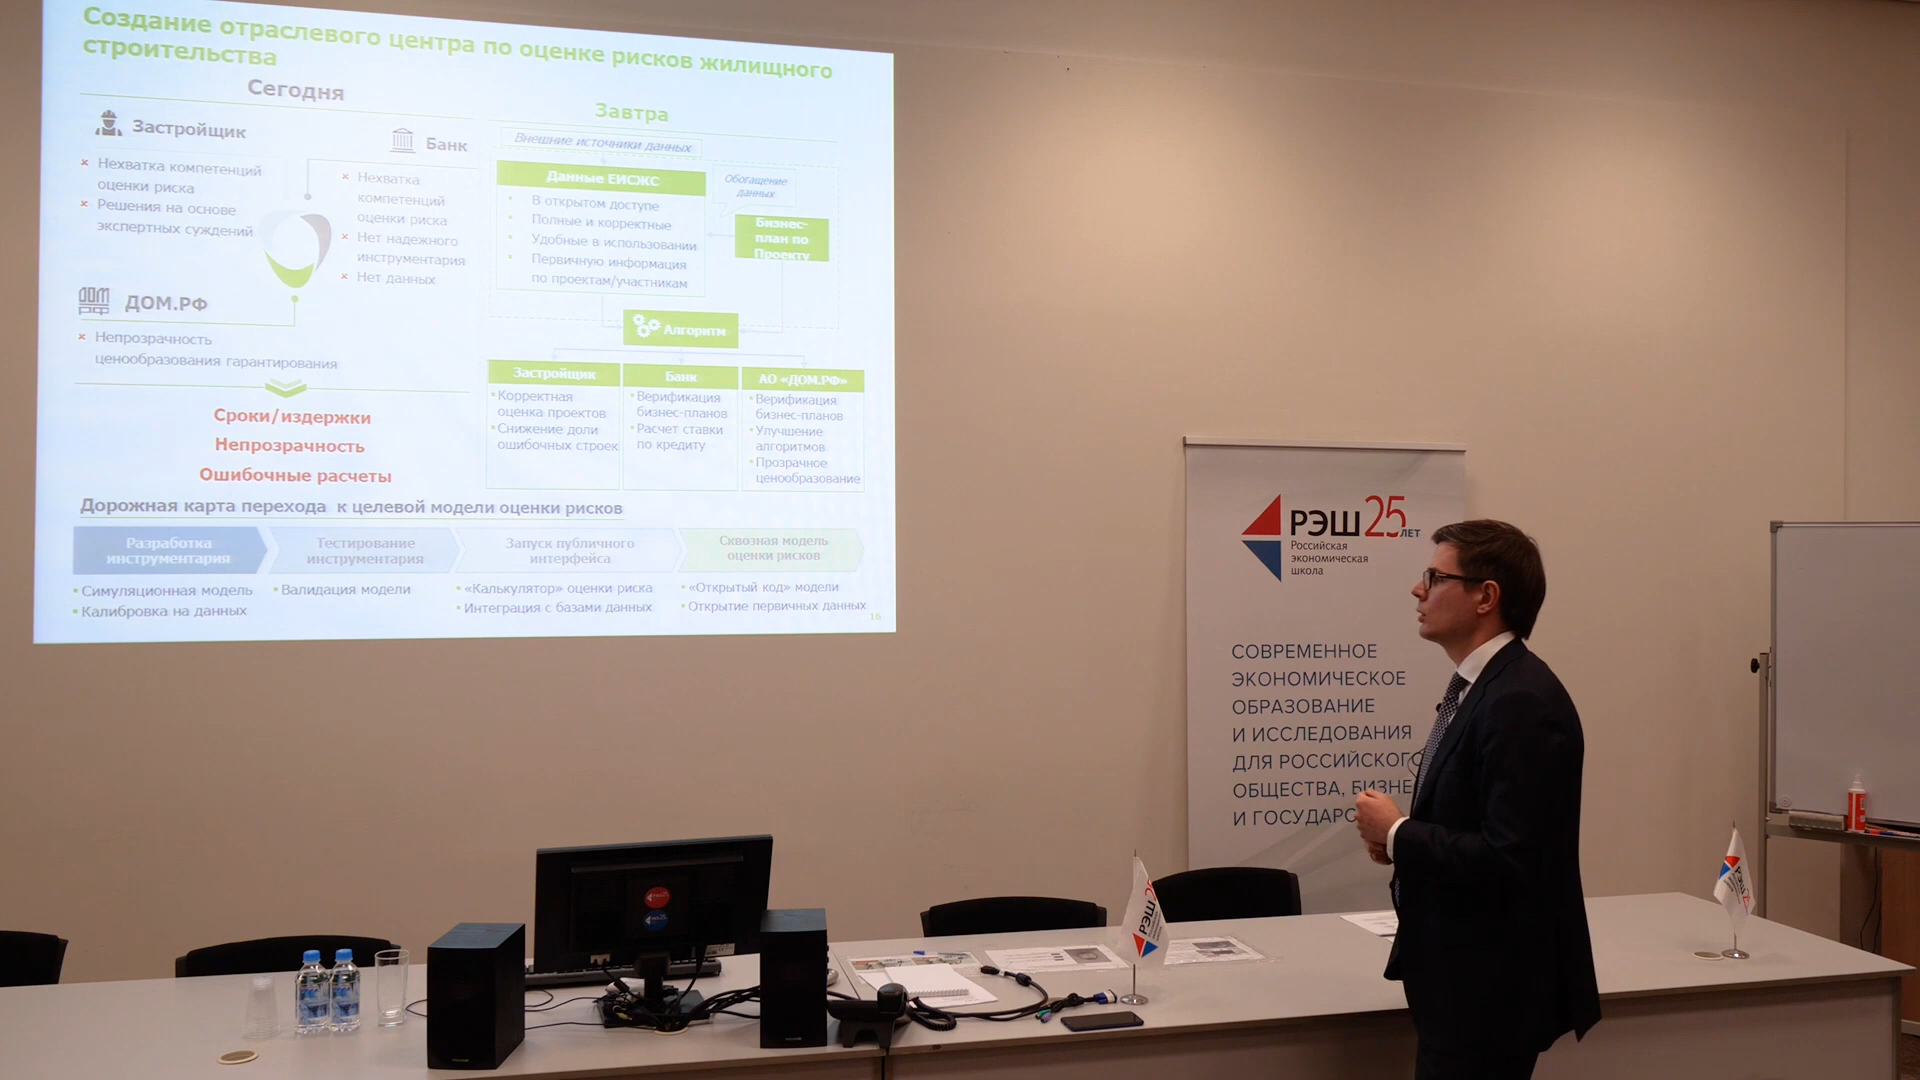 Создание отраслевого центра по оценке рисков жилищного
строительства
Сегодня
Застройщик
Нехватка компетенций
оценки риска
Решения на основе
экспертных суждений
Банк
Нехватка
компетенций
оценки риска
Нет надежного
инструментария
Нет данных
ДОМ
РФ
ДОМ.РФ
Непрозрачность
ценообразования гарантирования
Сроки/издержки
Непрозрачность
Ошибочные расчеты
Завтра
Внешние источники данных
Данные ЕИСЖС
В открытом доступе
Полные и корректные
Удобные в использовании
Первичную информация
по проектам/участникам
Обогащение
данных
Бизнес-
план по
Проекту
Алгоритм
Застройщик
Корректная
оценка проектов
Снижение доли
ошибочных строек
Банк
Верификация
бизнес-планов
Расчет ставки
по кредиту
АО «ДОМ.РФ»
Верификация
бизнес-планов
Улучшение
алгоритмов
Прозрачное
ценообразование
Дорожная карта перехода к целевой модели оценки рисков
Разработка
инструментария
Тестирование
инструментария
Запуск публичного
интерфейса
Сквозная модель
оценки рисков
Симуляционная модель
Калибровка на данных
Валидация модели
«Калькулятор» оценки риска
Интеграция с базами данных
«Открытый код» модели
Открытие первичных данных
16
РЭШ 25 ЛЕТ
Российская
экономическая
школа
СОВРЕМЕННОЕ
ЭКОНОМИЧЕСКОЕ
ОБРАЗОВАНИЕ
И ИССЛЕДОВАНИЯ
ДЛЯ РОССИЙСКОГО
ОБЩЕСТВА, БИЗНЕ
И ГОСУДАРС
РЭШ
РЭШ